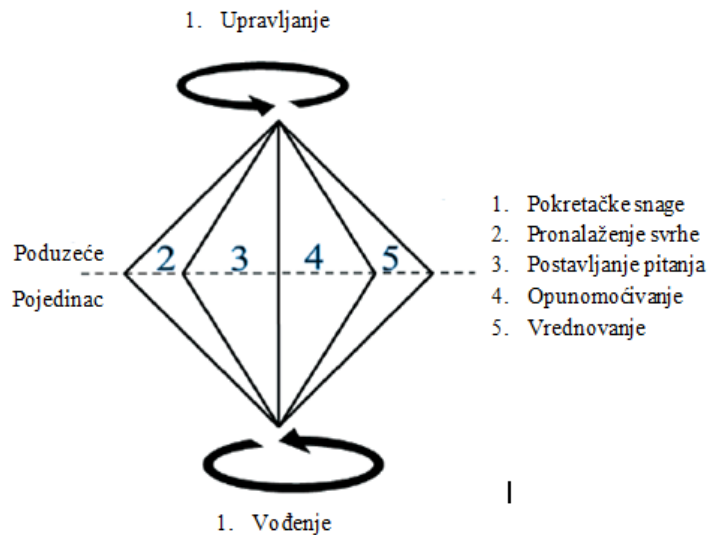 1. Upravljanje
Poduzeće
Pojedinac
2 3 4 5
1. Pokretačke snage
2. Pronalaženje svrhe
3. Postavljanje pitanja
4. Opunomoćivanje
5. Vrednovanje
1. Vođenje